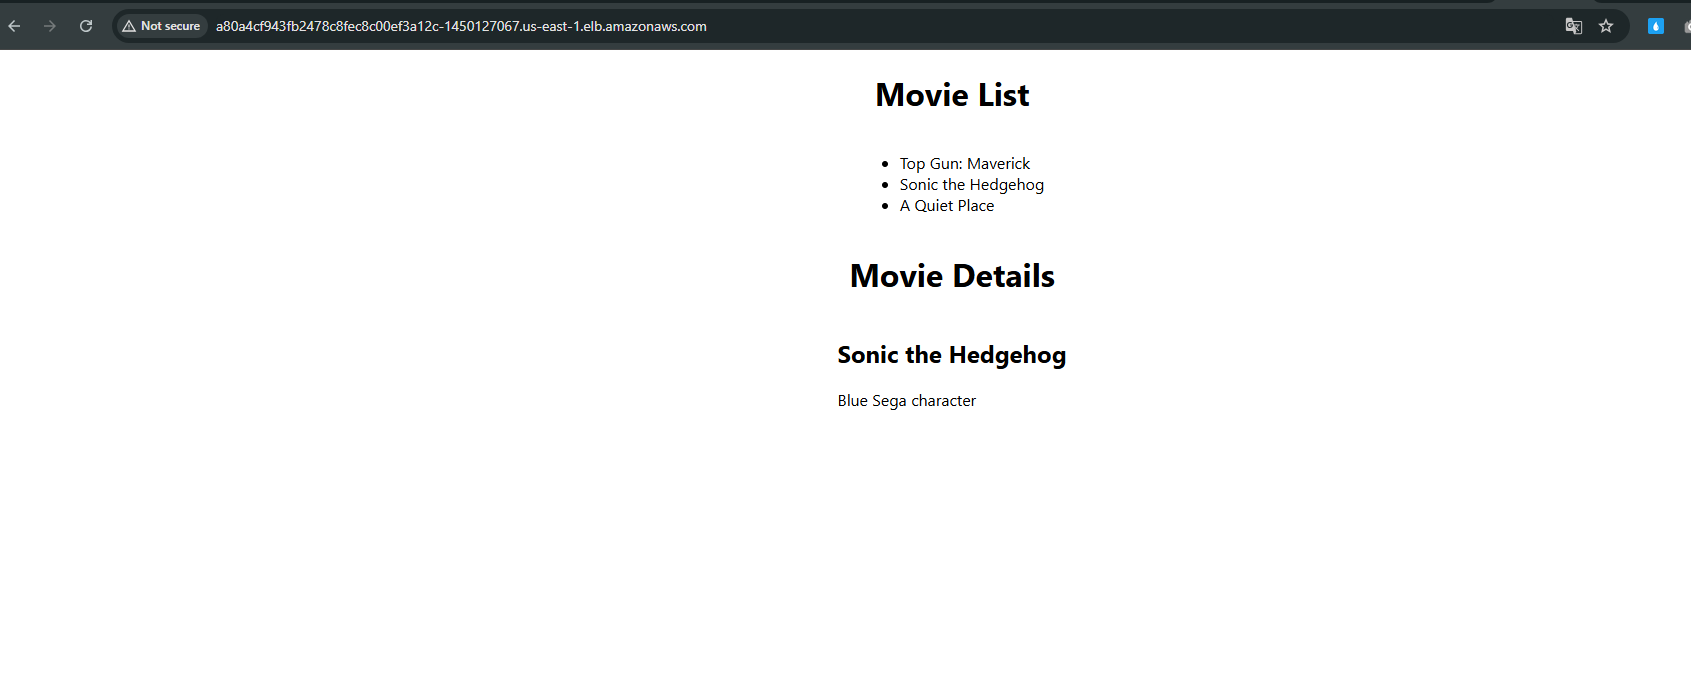 Not secure
a80a4cf943fb2478c8fec8c00ef3a12c-1450127067.us-east-1.elb.amazonaws.com
Movie List
Top Gun: Maverick
Sonic the Hedgehog
A Quiet Place
Movie Details
Sonic the Hedgehog
Blue Sega character